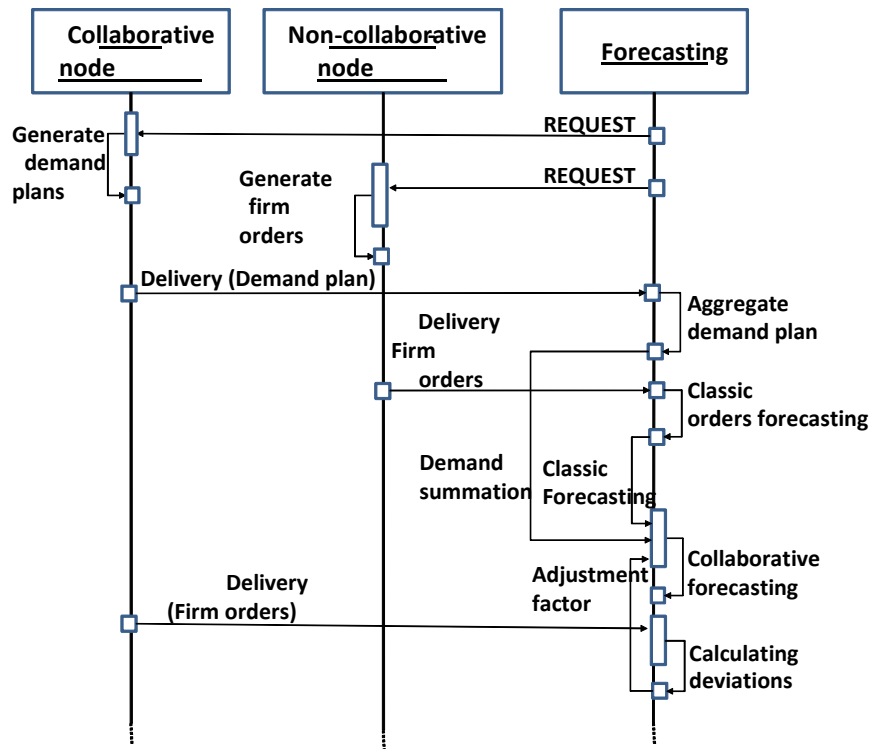 Collaborative
node
Non-collaborative
node
Forecasting
REQUEST
Generate
demand
plans
REQUEST
Generate
firm
orders
Delivery (Demand plan)
Aggregate
demand plan
Delivery
Firm
orders
Classic
orders forecasting
Demand
summation
Classic
Forecasting
Collaborative
forecasting
Adjustment
factor
Delivery
(Firm orders)
Calculating
deviations